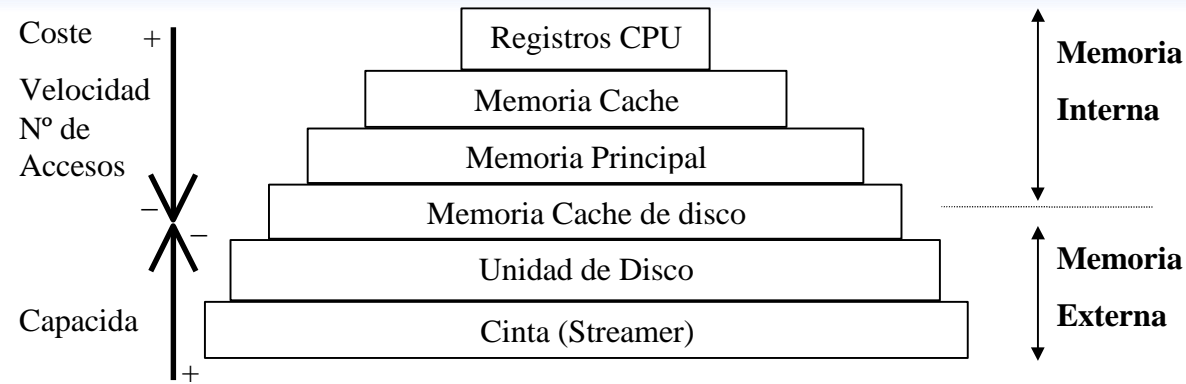 Coste
+
Velocidad
Nº de
Accesos
−
−
Capacida
+
Registros CPU
Memoria Cache
Memoria Principal
Memoria Cache de disco
Unidad de Disco
Cinta (Streamer)
Memoria
Interna
Memoria
Externa